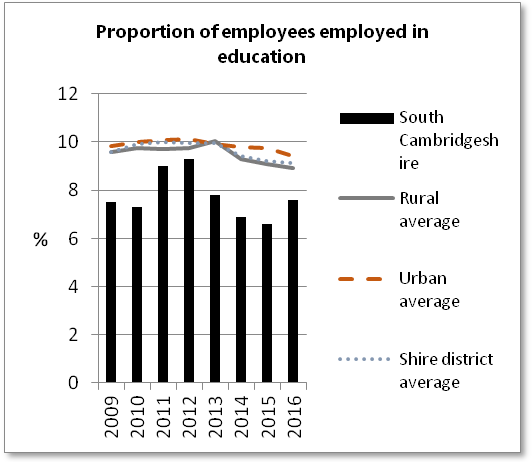 Proportion of employees employed in
education
12
10
8
6
4
2
0
%
2009
2010
2011
2012
2013
2014
2015
2016
South
Cambridgesh
ire
Rural
average
Urban
average
Shire district
average